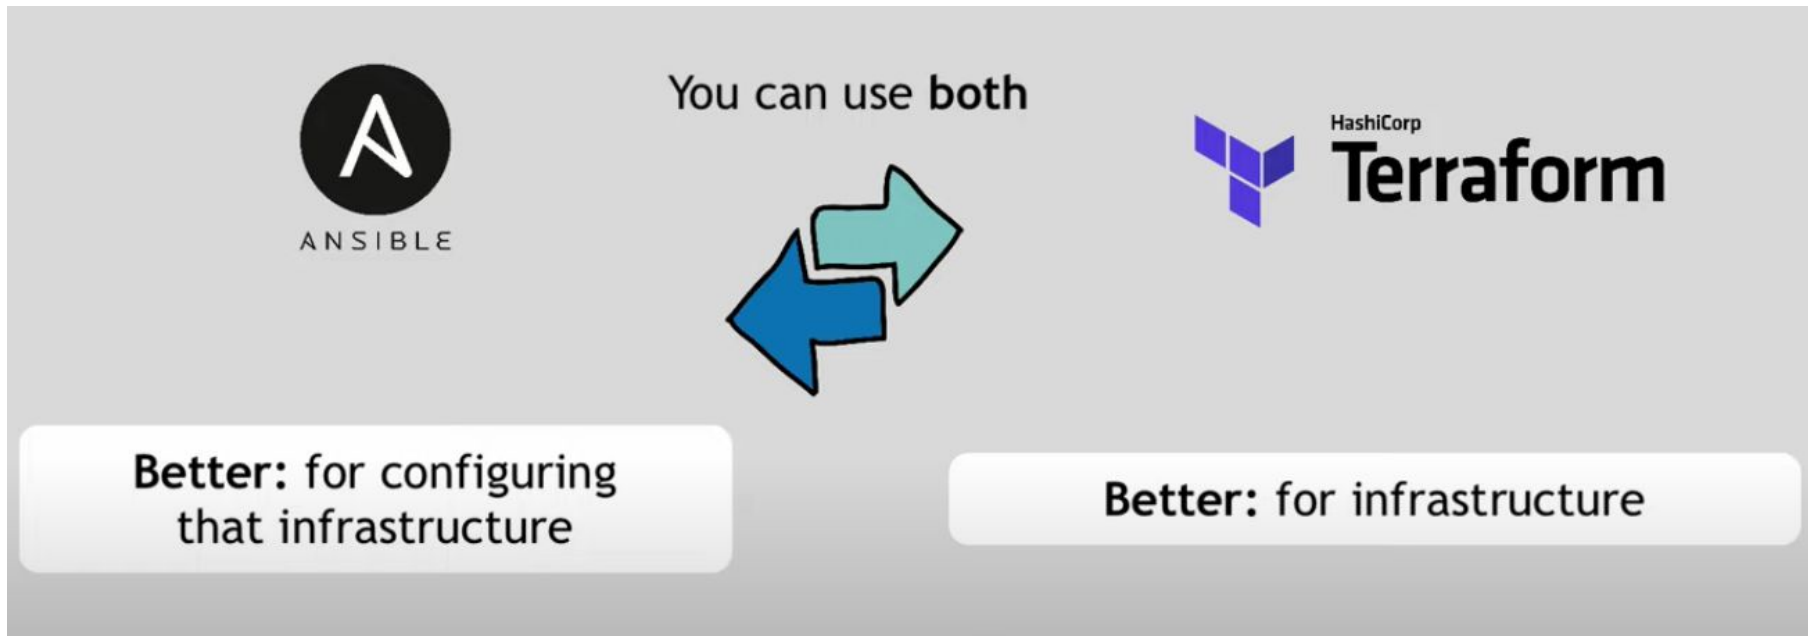 You can use both
ANSIBLE
HashiCorp
Terraform
Better: for configuring
that infrastructure
Better: for infrastructure